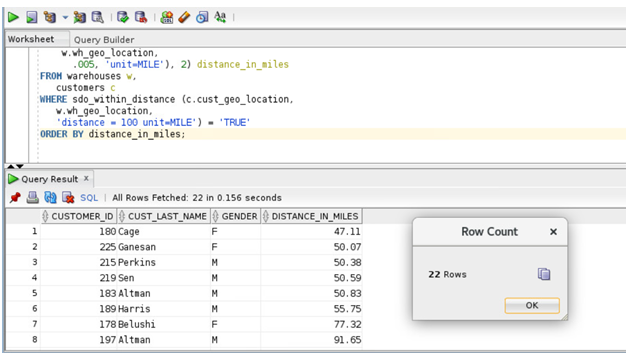 Worksheet Query Builder
w.wh_geo_location,
.005, 'unit=MILE'), 2) distance_in_miles
FROM warehouses w,
customers c
WHERE sdo_within_distance (c.cust_geo_location,
w.wh_geo_location,
'distance = 100 unit=MILE') = 'TRUE'
ORDER BY distance_in_miles;
Query Result x
SQL | All Rows Fetched: 22 in 0.156 seconds
CUSTOMER_ID CUST_LAST_NAME GENDER DISTANCE_IN_MILES
1 180 Cage F 47.11
2 225 Ganesan F 50.07
3 215 Perkins M 50.38
4 219 Sen M 50.59
5 183 Altman M 50.83
6 189 Harris M 55.75
7 178 Belushi F 77.32
8 197 Altman M 91.65
Row Count x
22 Rows
OK